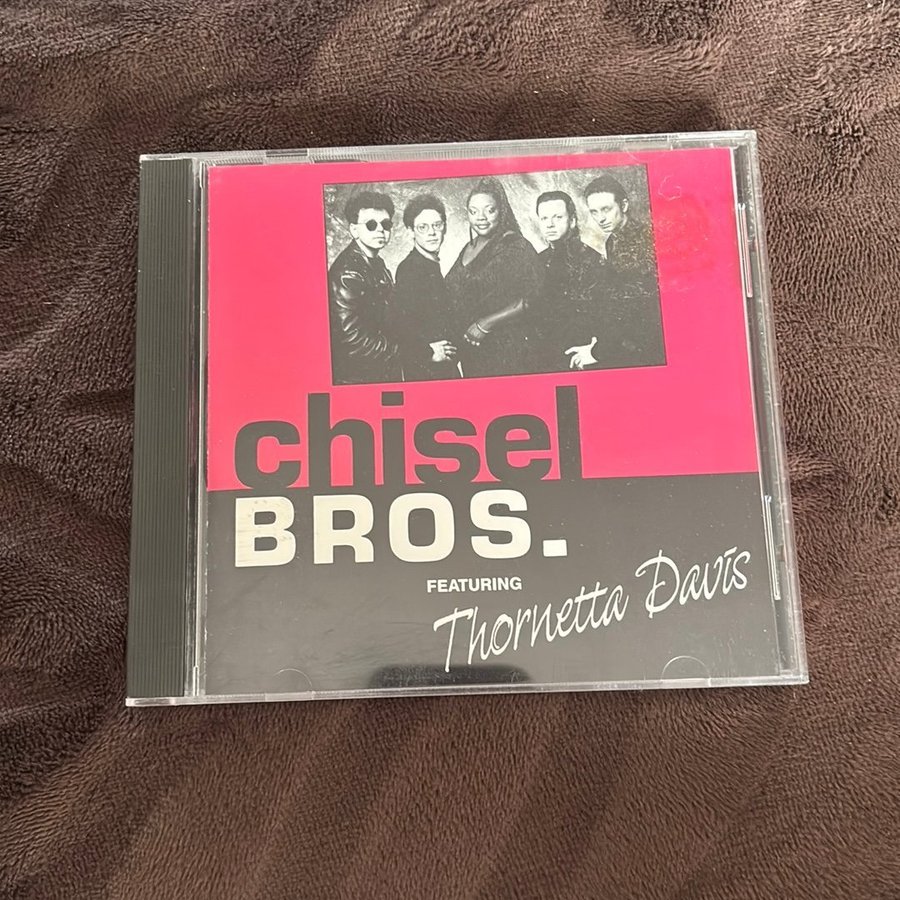 chisel
BROS.
FEATURING
Thornetta Davis